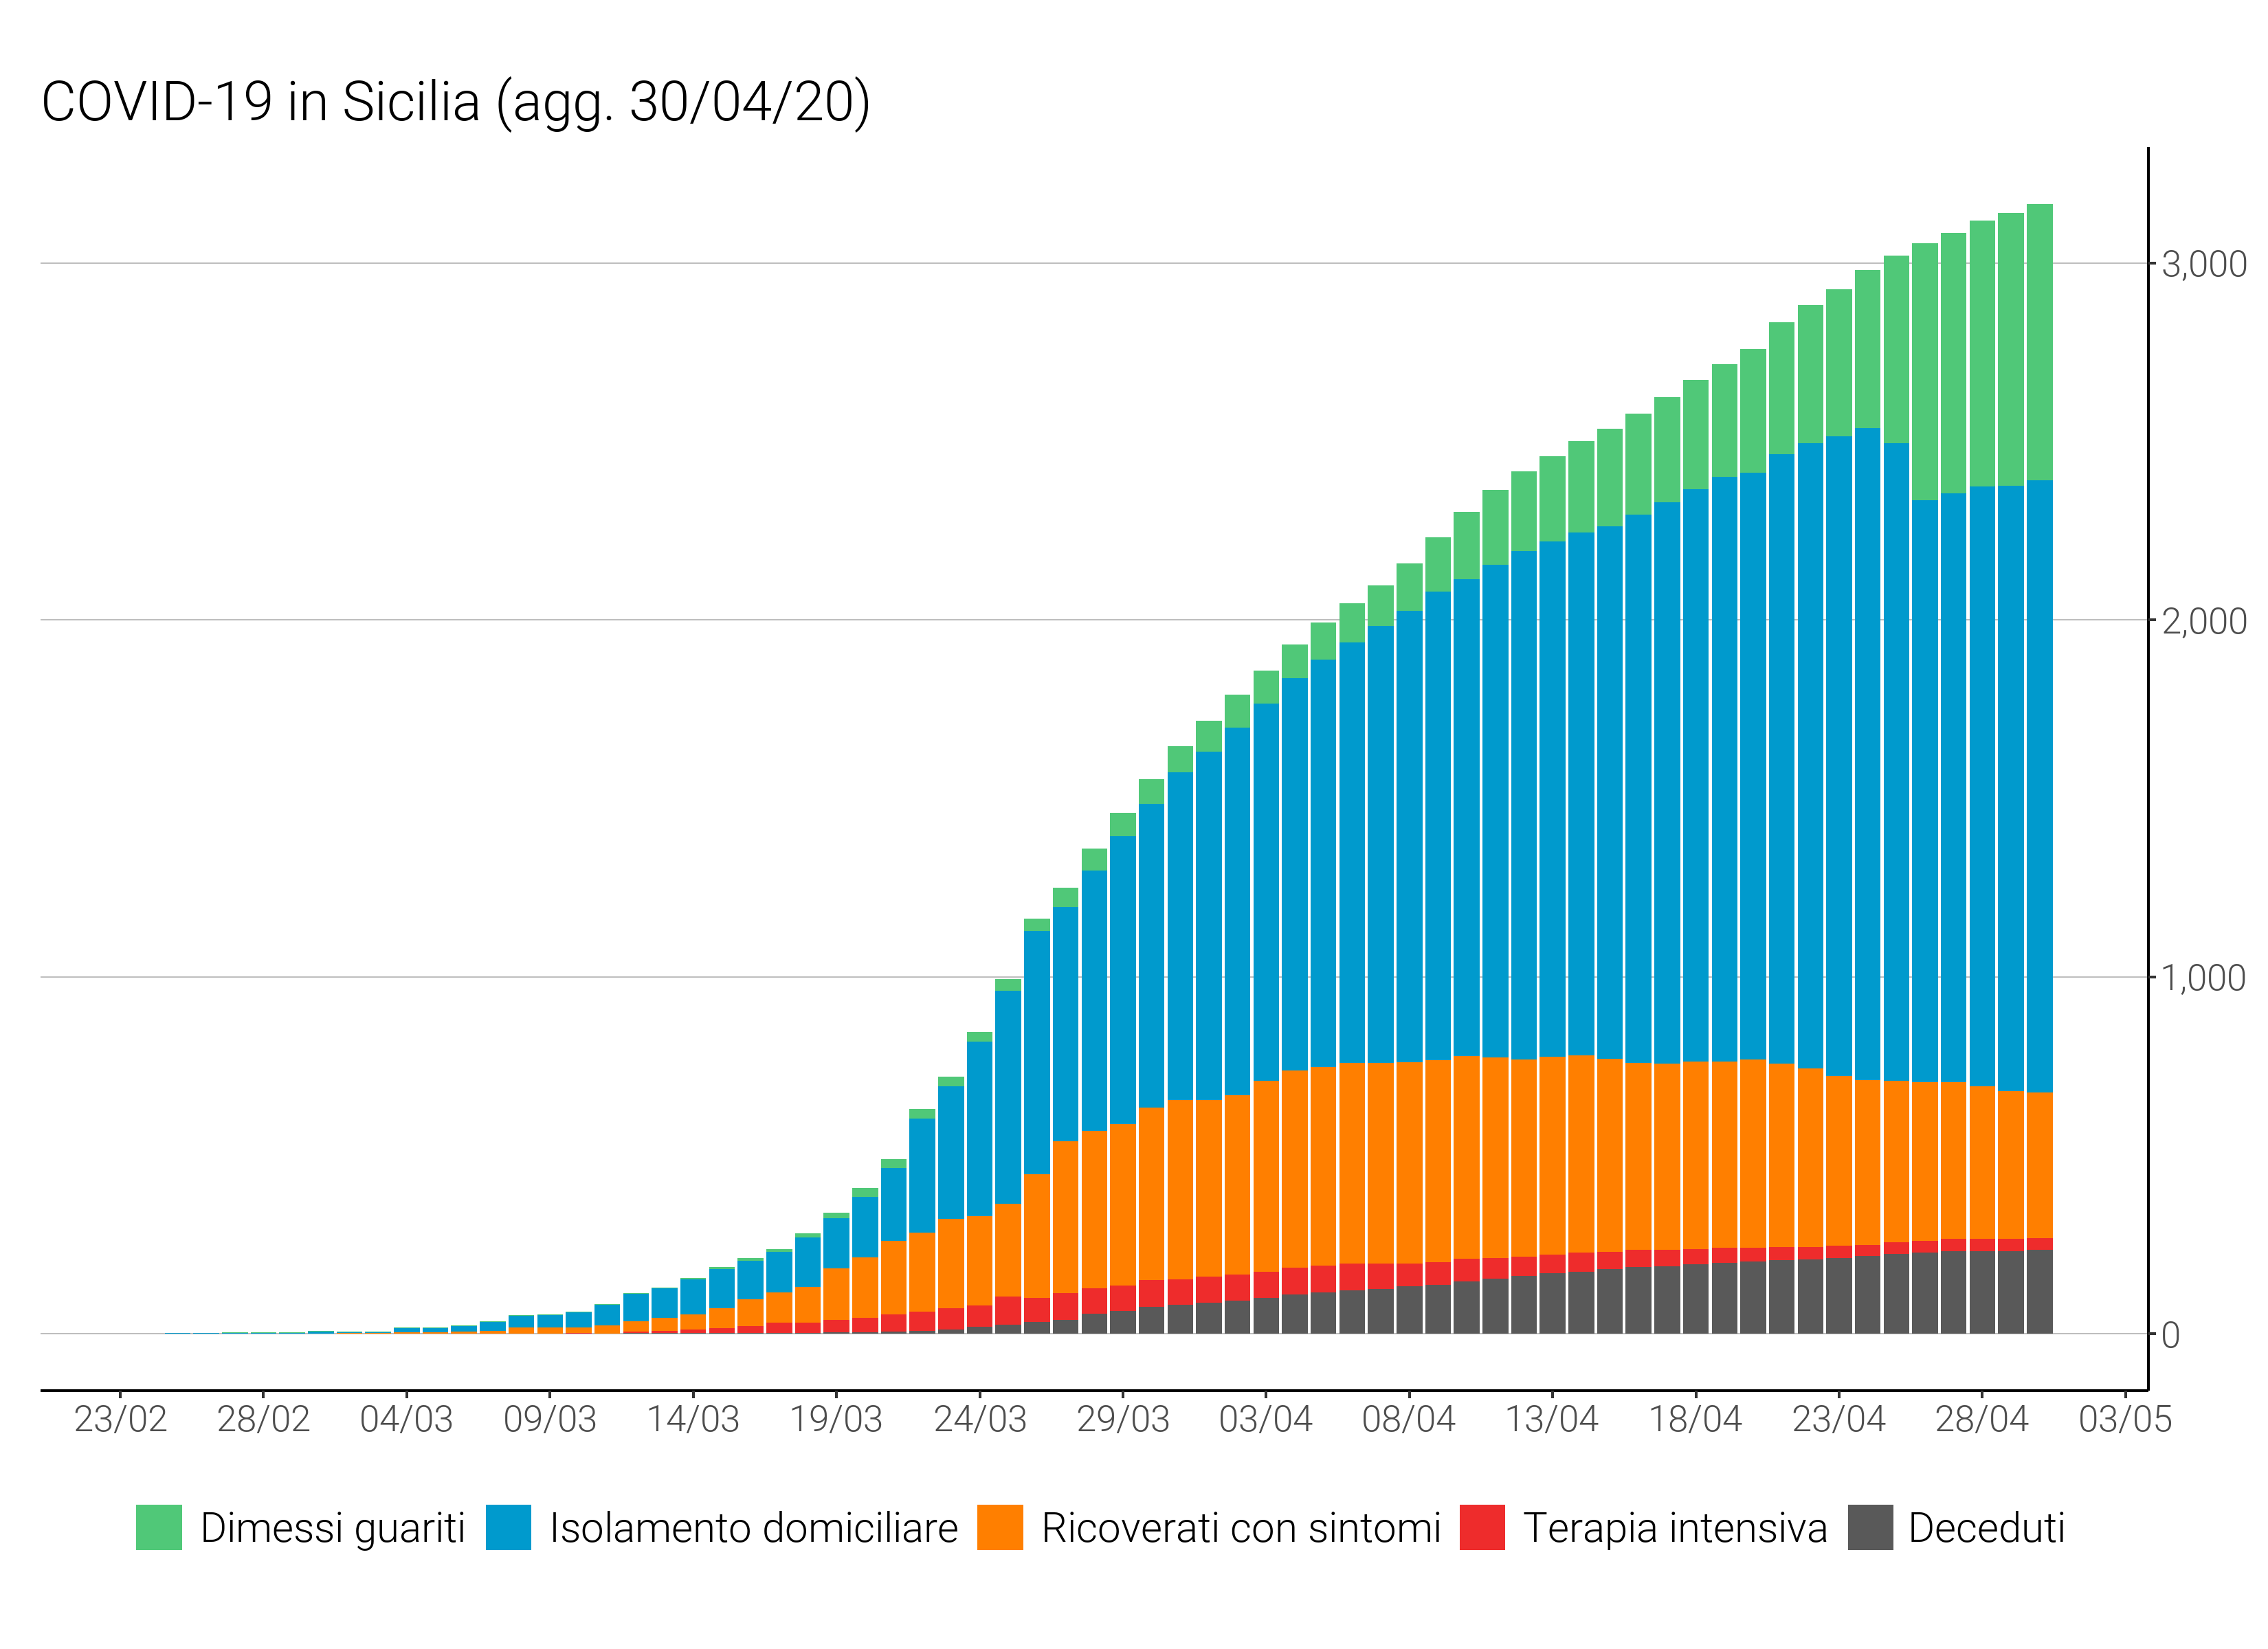 COVID-19 in Sicilia (agg. 30/04/20)
3,000
2,000
1,000
0
23/02 28/02 04/03 09/03 14/03 19/03 24/03 29/03 03/04 08/04 13/04 18/04 23/04 28/04 03/05
Dimessi guariti Isolamento domiciliare Ricoverati con sintomi Terapia intensiva Deceduti